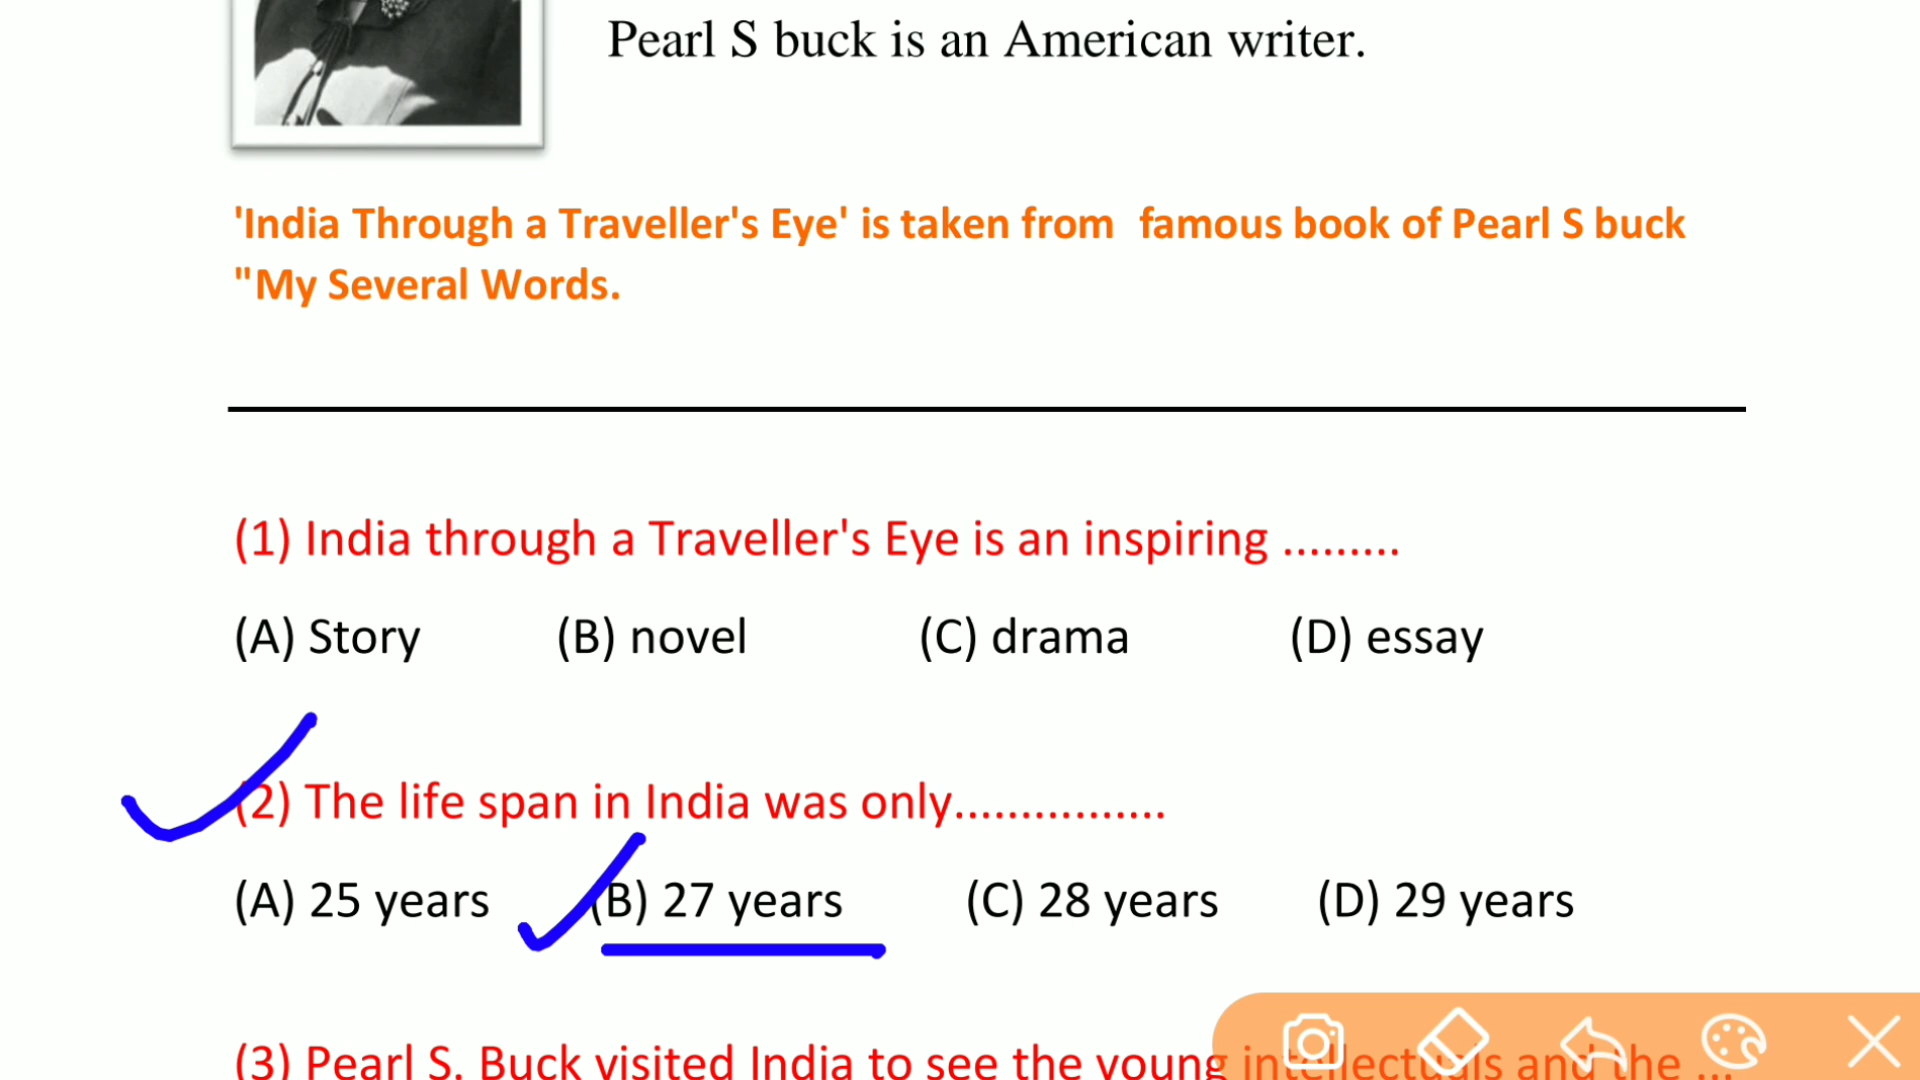 Pearl S buck is an American writer.
'India Through a Traveller's Eye' is taken from famous book of Pearl S buck
"My Several Words.
(1) India through a Traveller's Eye is an inspiring .........
(A) Story (B) novel (C) drama (D) essay
(2) The life span in India was only................
(A) 25 years (B) 27 years (C) 28 years (D) 29 years
(3) Pearl S. Buck visited India to see the young intellectuals and the ...